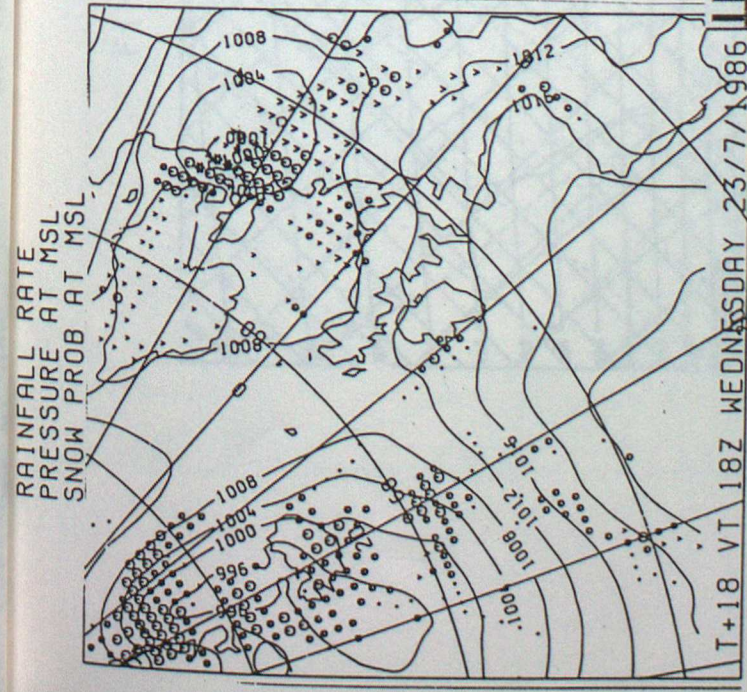 RAINFALL RATE
PRESSURE AT MSL
SNOW PROB AT MSL
T+18 VT 18Z WEDNESDAY 23/7/1986
1008
1004
1012
1008
1008
1004
1000
996
1016
1012
1008